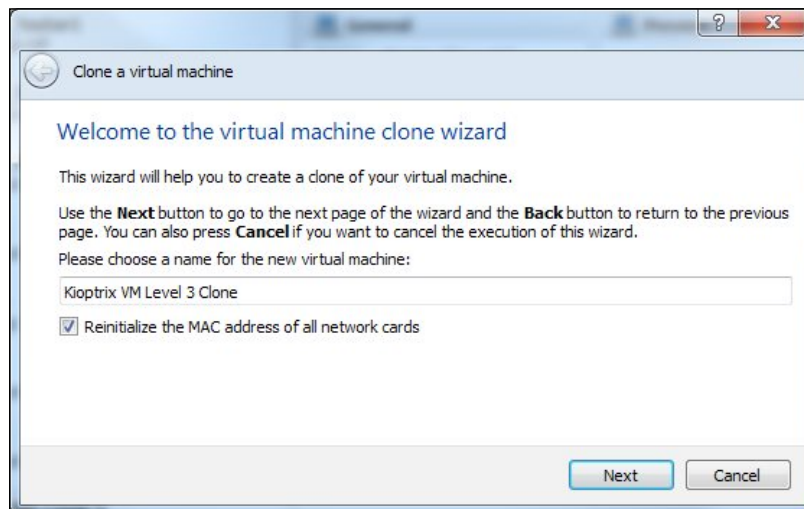 ?
X
Clone a virtual machine
Welcome to the virtual machine clone wizard
This wizard will help you to create a clone of your virtual machine.
Use the Next button to go to the next page of the wizard and the Back button to return to the previous
page. You can also press Cancel if you want to cancel the execution of this wizard.
Please choose a name for the new virtual machine:
Kioptrix VM Level 3 Clone
Reinitialize the MAC address of all network cards
Next
Cancel